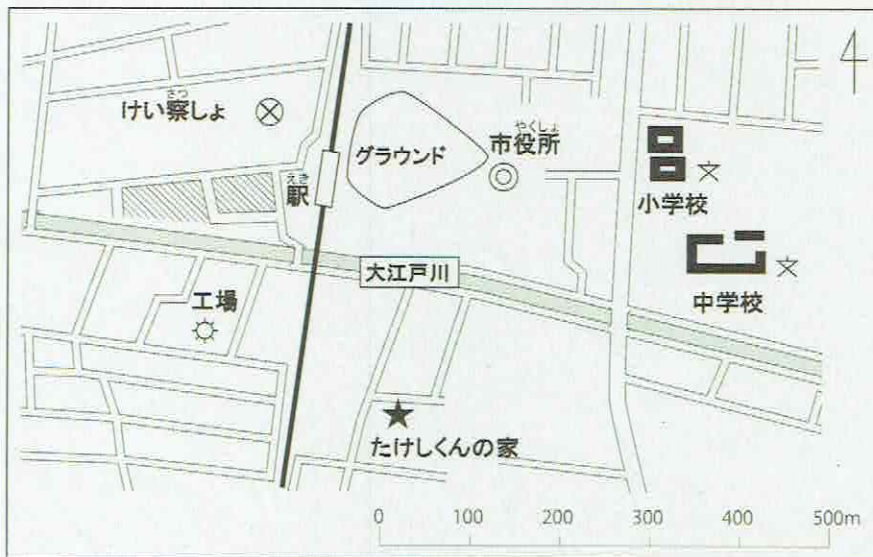 さつ
けい察しょ
グラウンド
やくしょ
市役所
えき
駅
小学校
大江戸川
中学校
工場
たけしくんの家
0 100 200 300 400 500m